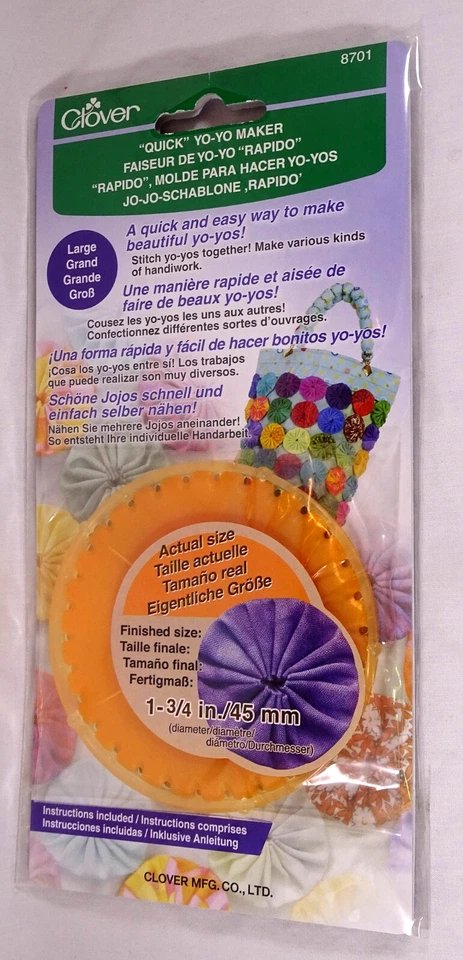 8701
Clover
"QUICK" YO-YO MAKER
FAISEUR DE YO-YO "RAPIDO"
"RAPIDO", MOLDE PARA HACER YO-YOS
JO-JO-SCHABLONE ‚RAPIDO'
Large
Grand
Grande
Groß
A quick and easy way to make
beautiful yo-yos!
Stitch yo-yos together! Make various kinds
of handiwork.
Une manière rapide et aisée de
faire de beaux yo-yos!
Cousez les yo-yos les uns aux autres!
Confectionnez différentes sortes d'ouvrages.
¡Una forma rápida y fácil de hacer bonitos yo-yos!
¡Cosa los yo-yos entre sí! Los trabajos
que puede realizar son muy diversos.
Schöne Jojos schnell und
einfach selber nähen!
Nähen Sie mehrere Jojos aneinander!
So entsteht Ihre individuelle Handarbeit.
Actual size
Taille actuelle
Tamaño real
Eigentliche Größe
Finished size:
Taille finale:
Tamaño final:
Fertigmaß:
1-3/4 in./45 mm
(diameter/diamètre/
diámetro/Durchmesser)
Instructions included / Instructions comprises
Instrucciones incluidas / Inklusive Anleitung
CLOVER MFG. CO., LTD.